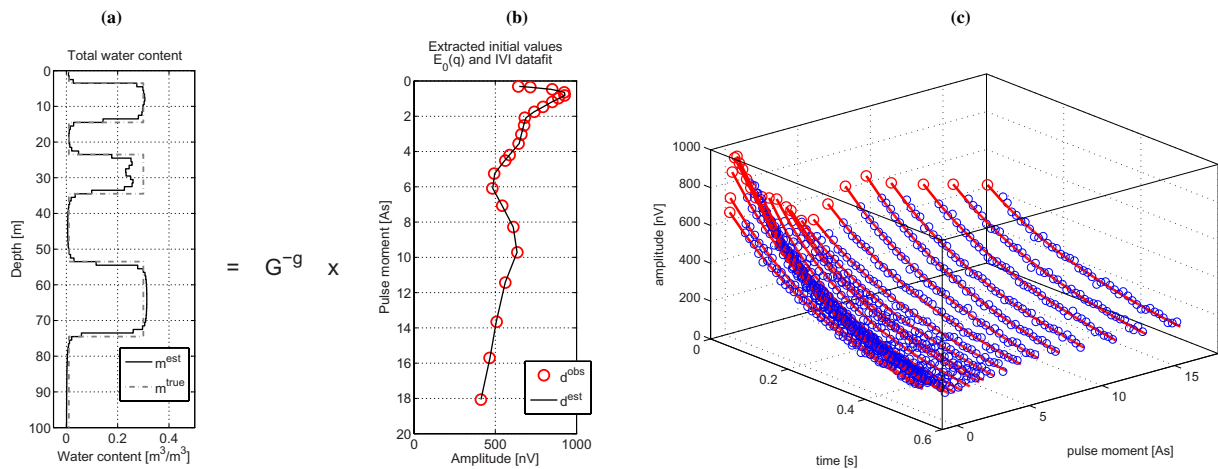 (a)
Total water content
0
10
20
30
40
50
60
70
80
90
100
Depth [m]
0
0.2
0.4
Water content [m³/m³]
m^est
m^true
= G^−g x
(b)
Extracted initial values
E_0(q) and IVI datafit
0
2
4
6
8
10
12
14
16
18
20
Pulse moment [As]
0
500
1000
Amplitude [nV]
d^obs
d^est
(c)
1000
800
600
400
200
0
amplitude [nV]
0
0.2
0.4
0.6
time [s]
0
5
10
15
pulse moment [As]